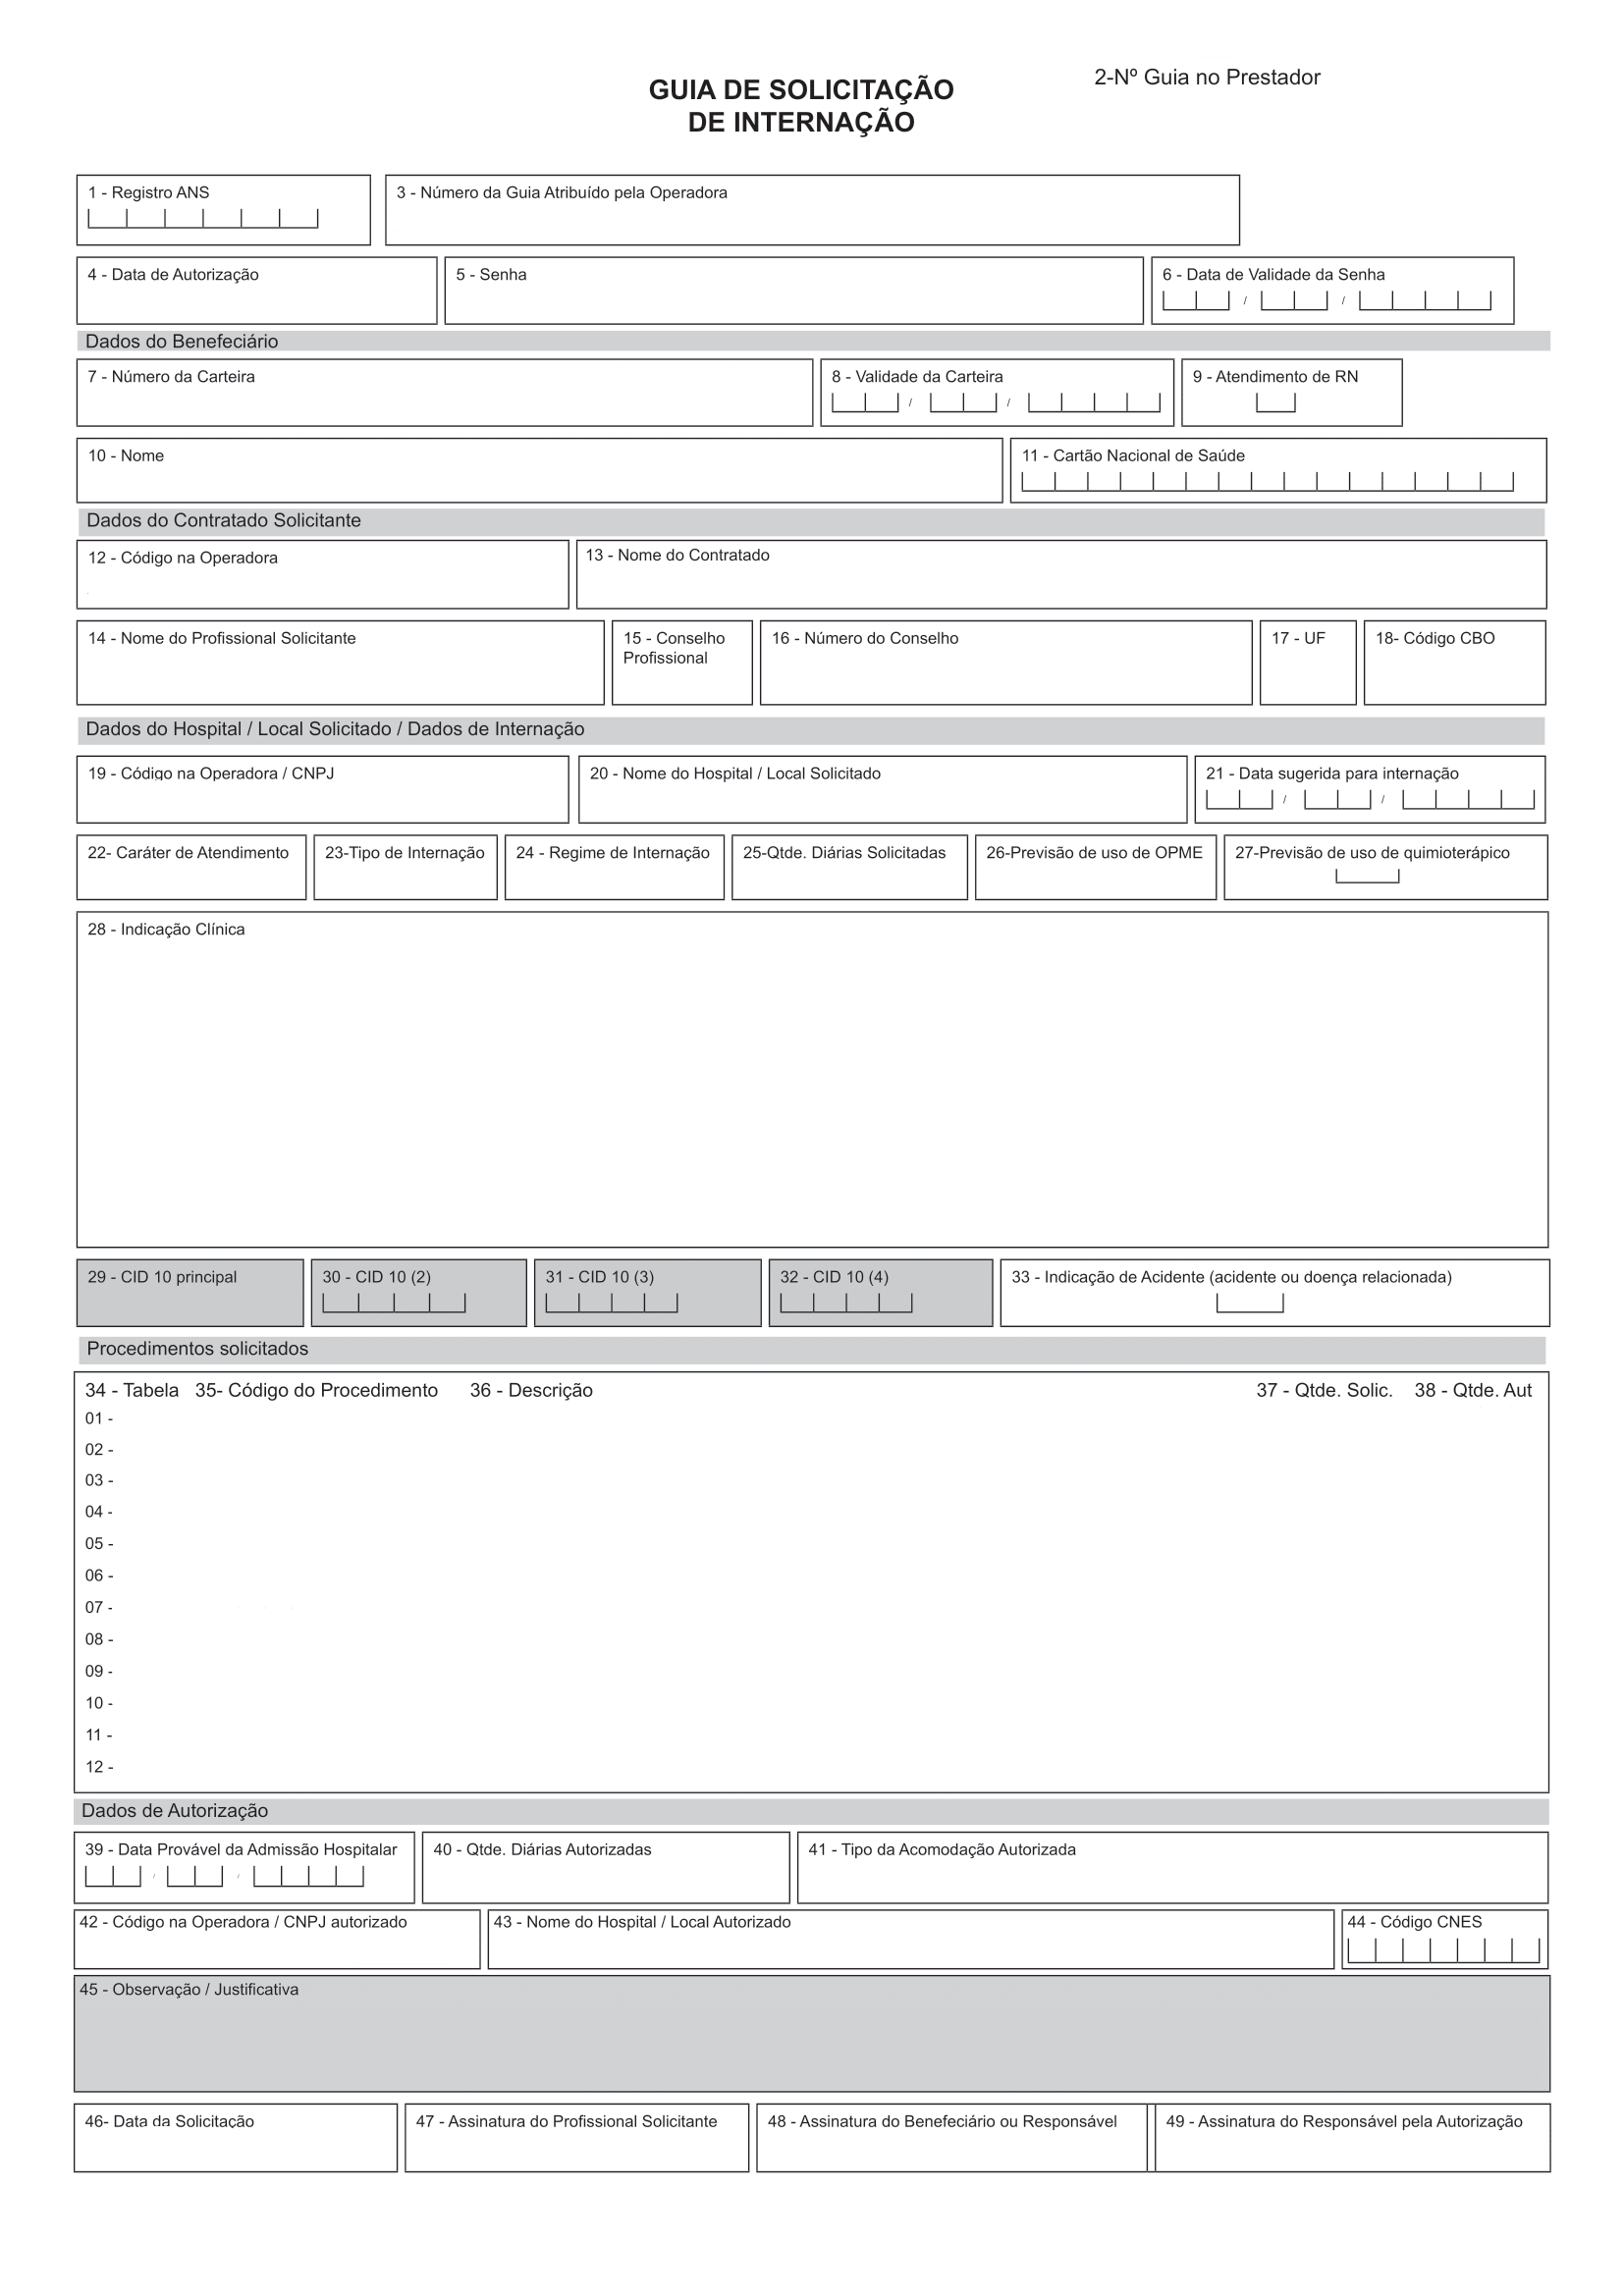 2-Nº Guia no Prestador
GUIA DE SOLICITAÇÃO
DE INTERNAÇÃO
1 - Registro ANS
3 - Número da Guia Atribuído pela Operadora
4 - Data de Autorização
5 - Senha
6 - Data de Validade da Senha
/ /
Dados do Benefeciário
7 - Número da Carteira
8 - Validade da Carteira
/ /
9 - Atendimento de RN
10 - Nome
11 - Cartão Nacional de Saúde
Dados do Contratado Solicitante
12 - Código na Operadora
13 - Nome do Contratado
14 - Nome do Profissional Solicitante
15 - Conselho
Profissional
16 - Número do Conselho
17 - UF
18- Código CBO
Dados do Hospital / Local Solicitado / Dados de Internação
19 - Código na Operadora / CNPJ
20 - Nome do Hospital / Local Solicitado
21 - Data sugerida para internação
/ /
22- Caráter de Atendimento
23-Tipo de Internação
24 - Regime de Internação
25-Qtde. Diárias Solicitadas
26-Previsão de uso de OPME
27-Previsão de uso de quimioterápico
28 - Indicação Clínica
29 - CID 10 principal
30 - CID 10 (2)
31 - CID 10 (3)
32 - CID 10 (4)
33 - Indicação de Acidente (acidente ou doença relacionada)
Procedimentos solicitados
34 - Tabela 35- Código do Procedimento 36 - Descrição 37 - Qtde. Solic. 38 - Qtde. Aut
01 -
02 -
03 -
04 -
05 -
06 -
07 -
08 -
09 -
10 -
11 -
12 -
Dados de Autorização
39 - Data Provável da Admissão Hospitalar
/ /
40 - Qtde. Diárias Autorizadas
41 - Tipo da Acomodação Autorizada
42 - Código na Operadora / CNPJ autorizado
43 - Nome do Hospital / Local Autorizado
44 - Código CNES
45 - Observação / Justificativa
46- Data da Solicitação
47 - Assinatura do Profissional Solicitante
48 - Assinatura do Benefeciário ou Responsável
49 - Assinatura do Responsável pela Autorização